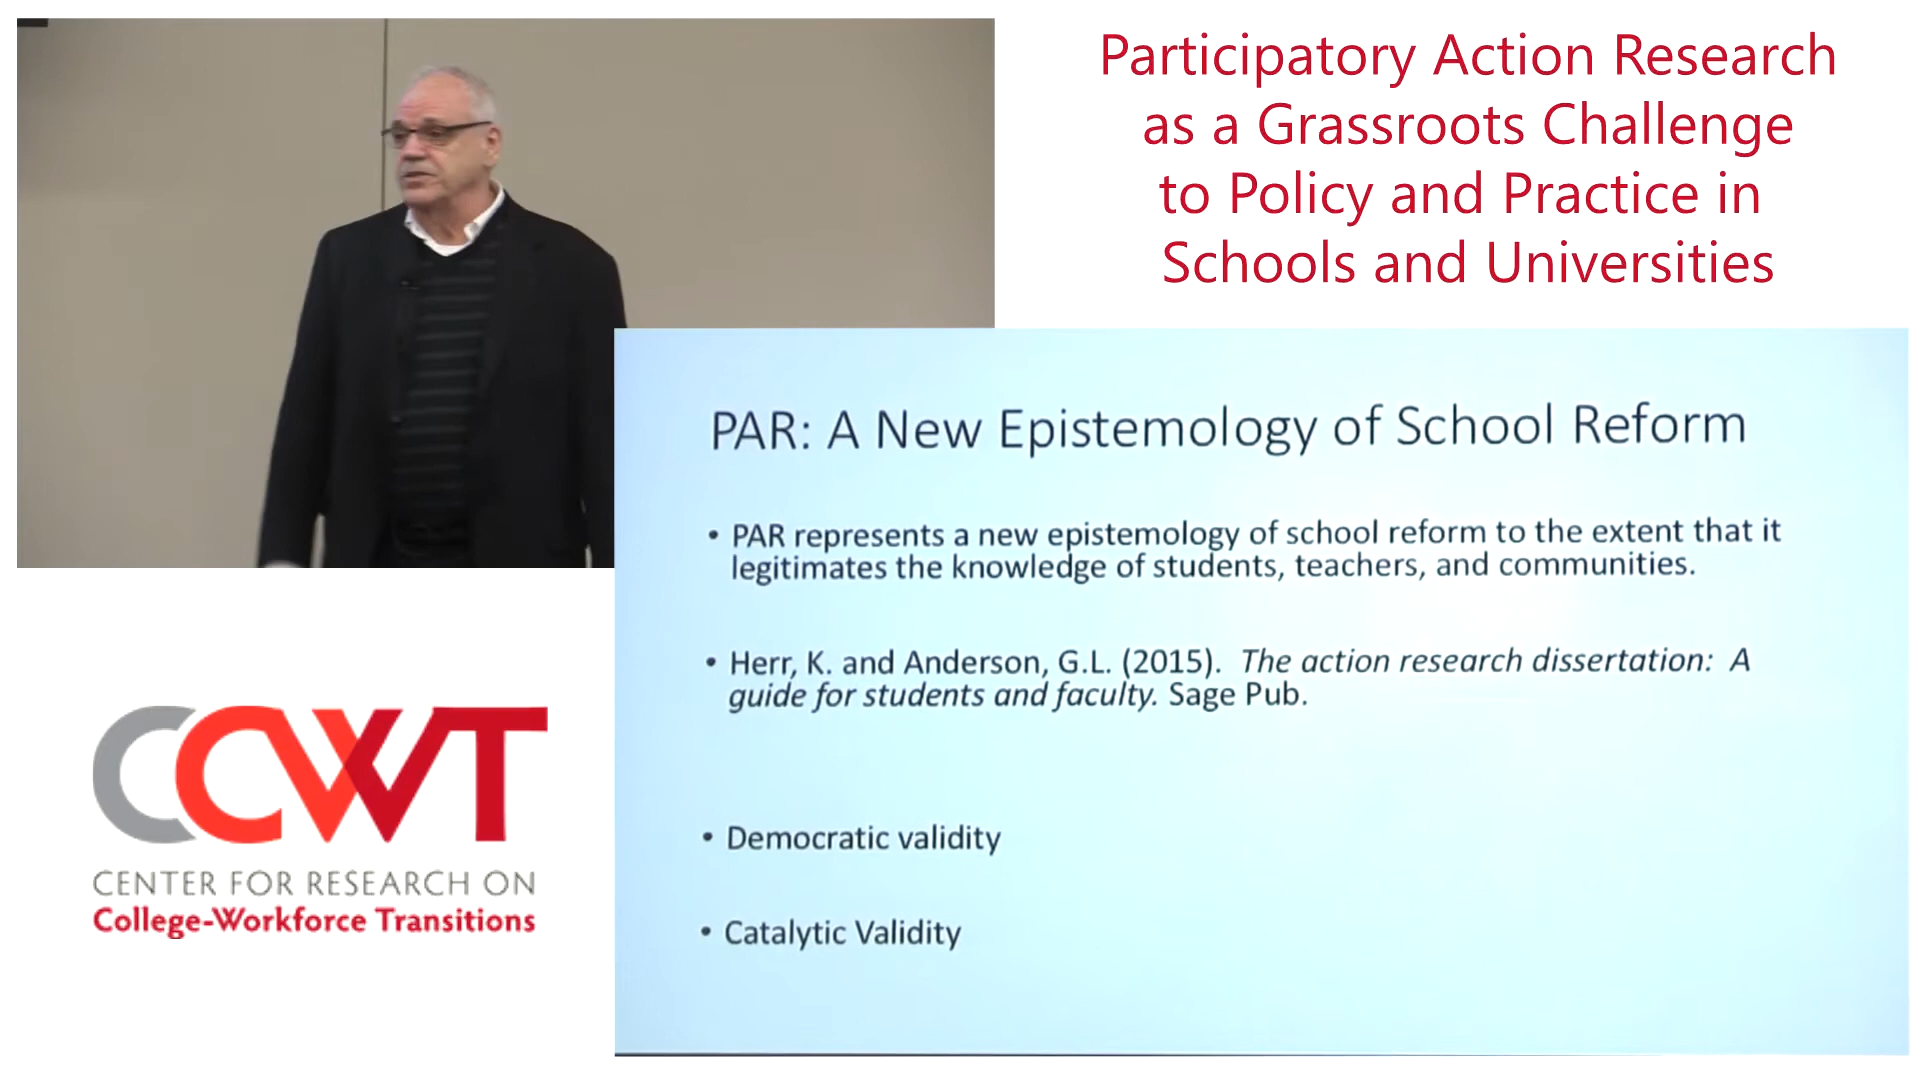 Participatory Action Research
as a Grassroots Challenge
to Policy and Practice in
Schools and Universities
PAR: A New Epistemology of School Reform
• PAR represents a new epistemology of school reform to the extent that it
legitimates the knowledge of students, teachers, and communities.
• Herr, K. and Anderson, G.L. (2015). The action research dissertation: A
guide for students and faculty. Sage Pub.
• Democratic validity
• Catalytic Validity
CCWT
CENTER FOR RESEARCH ON
College-Workforce Transitions